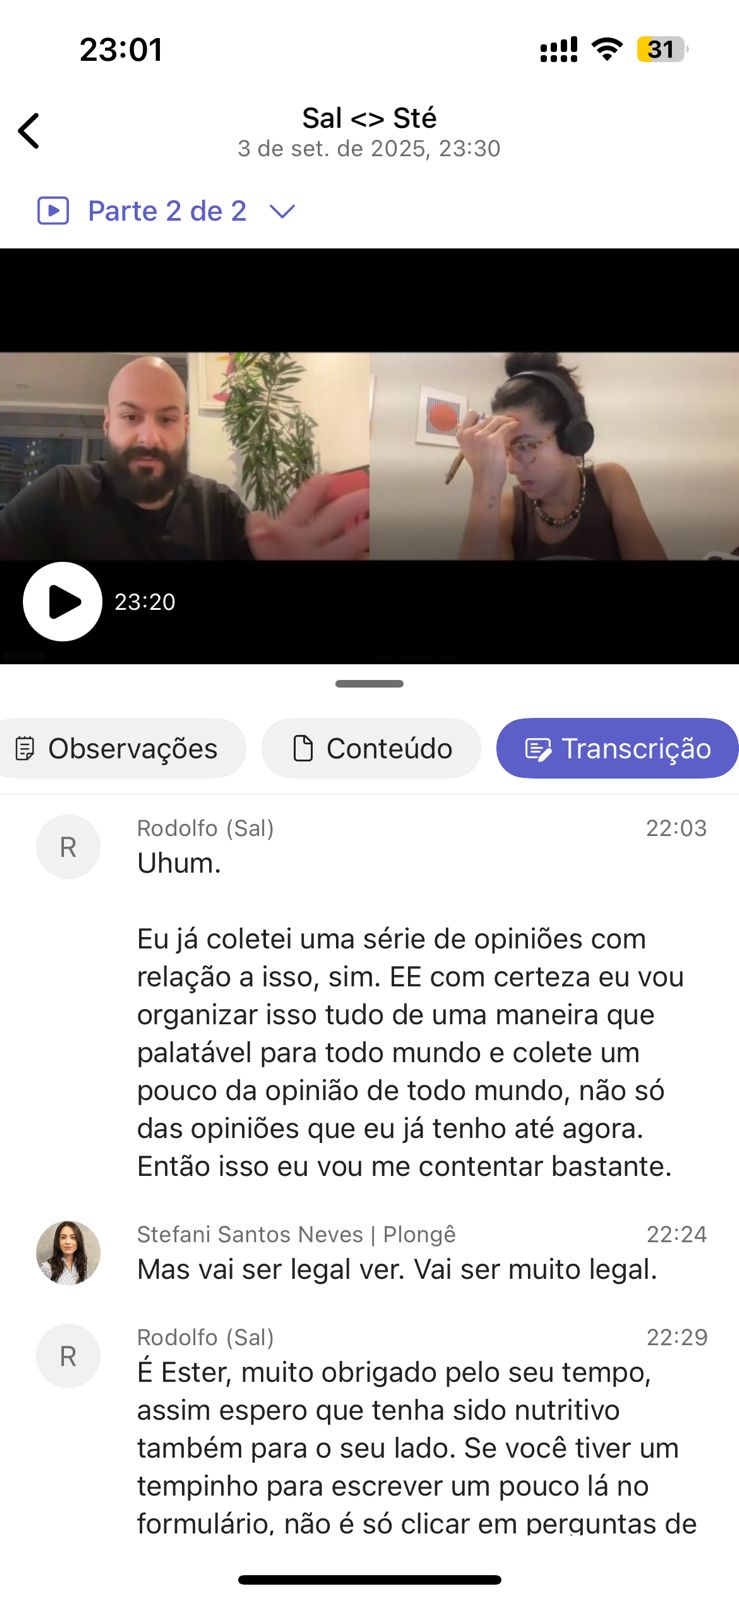 23:01
31
Sal <> Sté
3 de set. de 2025, 23:30
Parte 2 de 2
23:20
Observações
Conteúdo
Transcrição
R
Rodolfo (Sal)
22:03
Uhum.
Eu já coletei uma série de opiniões com
relação a isso, sim. EE com certeza eu vou
organizar isso tudo de uma maneira que
palatável para todo mundo e colete um
pouco da opinião de todo mundo, não só
das opiniões que eu já tenho até agora.
Então isso eu vou me contentar bastante.
Stefani Santos Neves | Plongê
22:24
Mas vai ser legal ver. Vai ser muito legal.
R
Rodolfo (Sal)
22:29
É Ester, muito obrigado pelo seu tempo,
assim espero que tenha sido nutritivo
também para o seu lado. Se você tiver um
tempinho para escrever um pouco lá no
formulário, não é só clicar em perguntas de